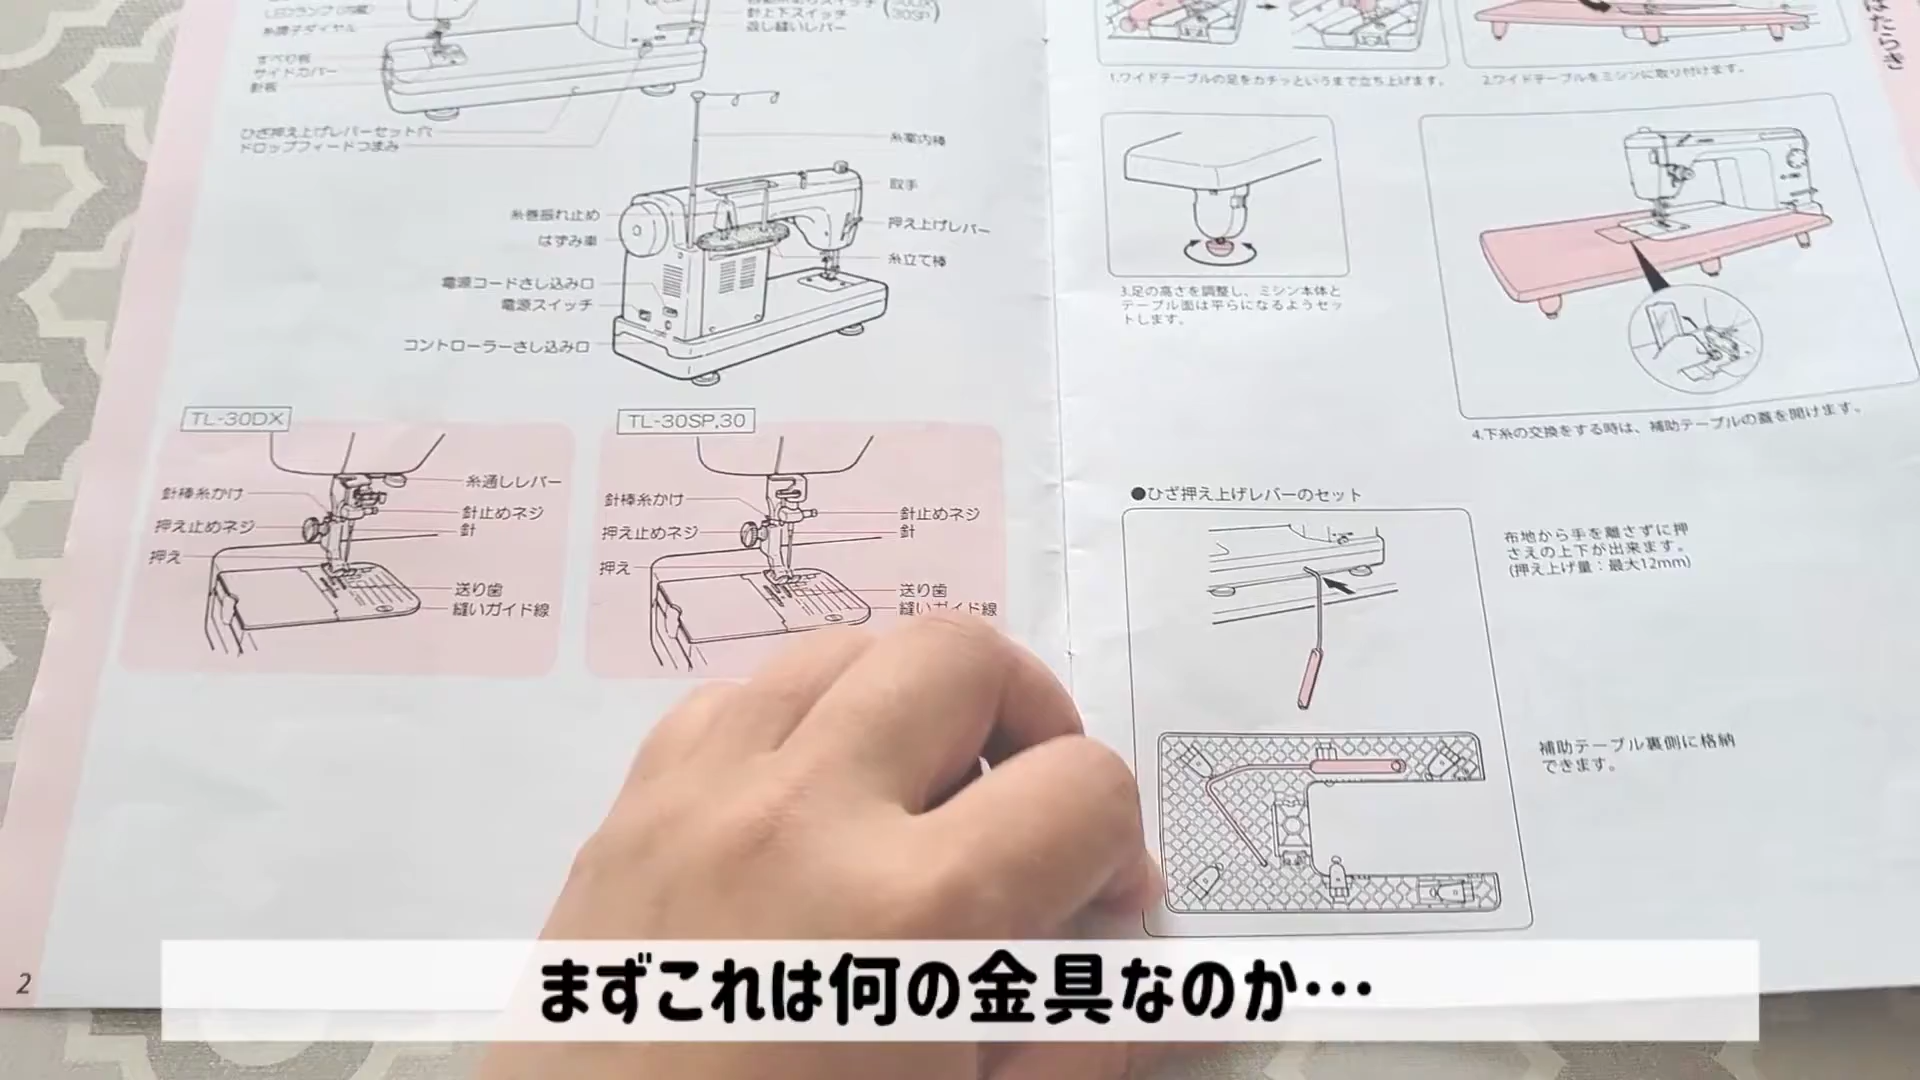 LEDランプ(内蔵)
糸調子ダイヤル
すべり板
サイドカバー
針板
ひざ押え上げレバーセット穴
ドロップフィードつまみ
針上下スイッチ
返し縫いレバー
30SP
糸案内棒
取手
押え上げレバー
糸立て棒
糸巻振れ止め
はずみ車
電源コードさし込み口
電源スイッチ
コントローラーさし込み口
TL-30DX
針棒糸かけ
押え止めネジ
押え
糸通しレバー
針止めネジ
針
送り歯
縫いガイド線
TL-30SP,30
針棒糸かけ
押え止めネジ
押え
針止めネジ
針
送り歯
縫いガイド線
2
はたらき
1.ワイドテーブルの足をカチッというまで立ち上げます。
2.ワイドテーブルをミシンに取り付けます。
3.足の高さを調整し、ミシン本体と
テーブル面は平らになるようセッ
トします。
4.下糸の交換をする時は、補助テーブルの蓋を開けます。
●ひざ押え上げレバーのセット
布地から手を離さずに押
さえの上下が出来ます。
(押え上げ量：最大12mm)
補助テーブル裏側に格納
できます。
まずこれは何の金具なのか…